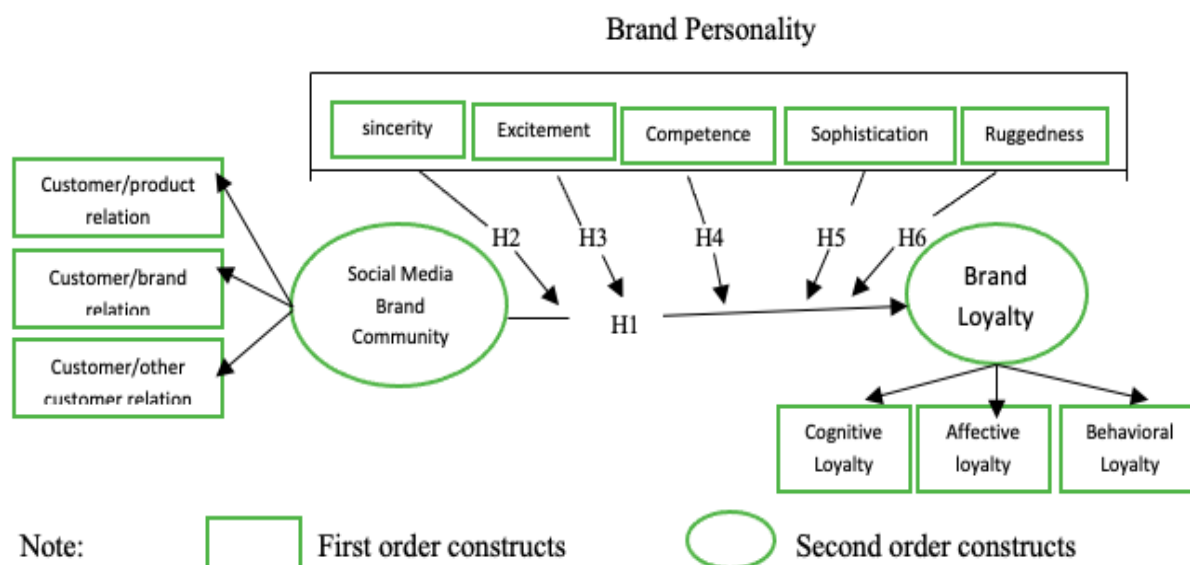 Brand Personality
sincerity
Excitement
Competence
Sophistication
Ruggedness
Customer/product
relation
Customer/brand
relation
Customer/other
customer relation
Social Media
Brand
Community
H2
H3
H4
H5
H6
H1
Brand
Loyalty
Cognitive
Loyalty
Affective
loyalty
Behavioral
Loyalty
Note:
First order constructs
Second order constructs